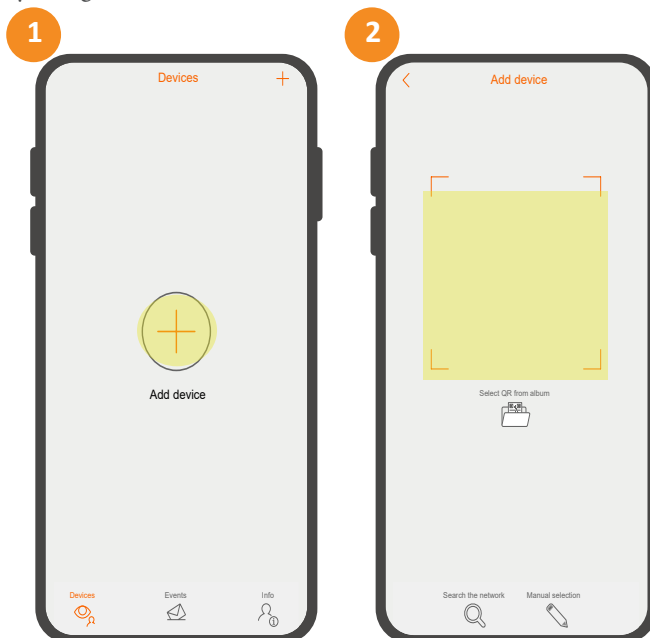 1
2
Devices
Add device
Add device
Select QR from album
Devices
Events
Info
Search the network
Manual selection